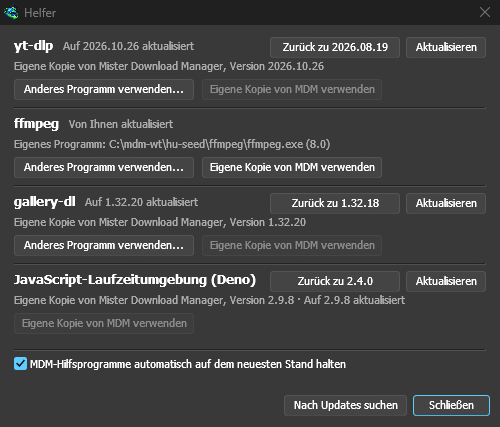 Helfer
yt-dlp Auf 2026.10.26 aktualisiert Zurück zu 2026.08.19 Aktualisieren
Eigene Kopie von Mister Download Manager, Version 2026.10.26
Anderes Programm verwenden... Eigene Kopie von MDM verwenden
ffmpeg Von Ihnen aktualisiert
Eigenes Programm: C:\mdm-wt\hu-seed\ffmpeg\ffmpeg.exe (8.0)
Anderes Programm verwenden... Eigene Kopie von MDM verwenden
gallery-dl Auf 1.32.20 aktualisiert Zurück zu 1.32.18 Aktualisieren
Eigene Kopie von Mister Download Manager, Version 1.32.20
Anderes Programm verwenden... Eigene Kopie von MDM verwenden
JavaScript-Laufzeitumgebung (Deno) Zurück zu 2.4.0 Aktualisieren
Eigene Kopie von Mister Download Manager, Version 2.9.8 · Auf 2.9.8 aktualisiert
Eigene Kopie von MDM verwenden
MDM-Hilfsprogramme automatisch auf dem neuesten Stand halten
Nach Updates suchen Schließen